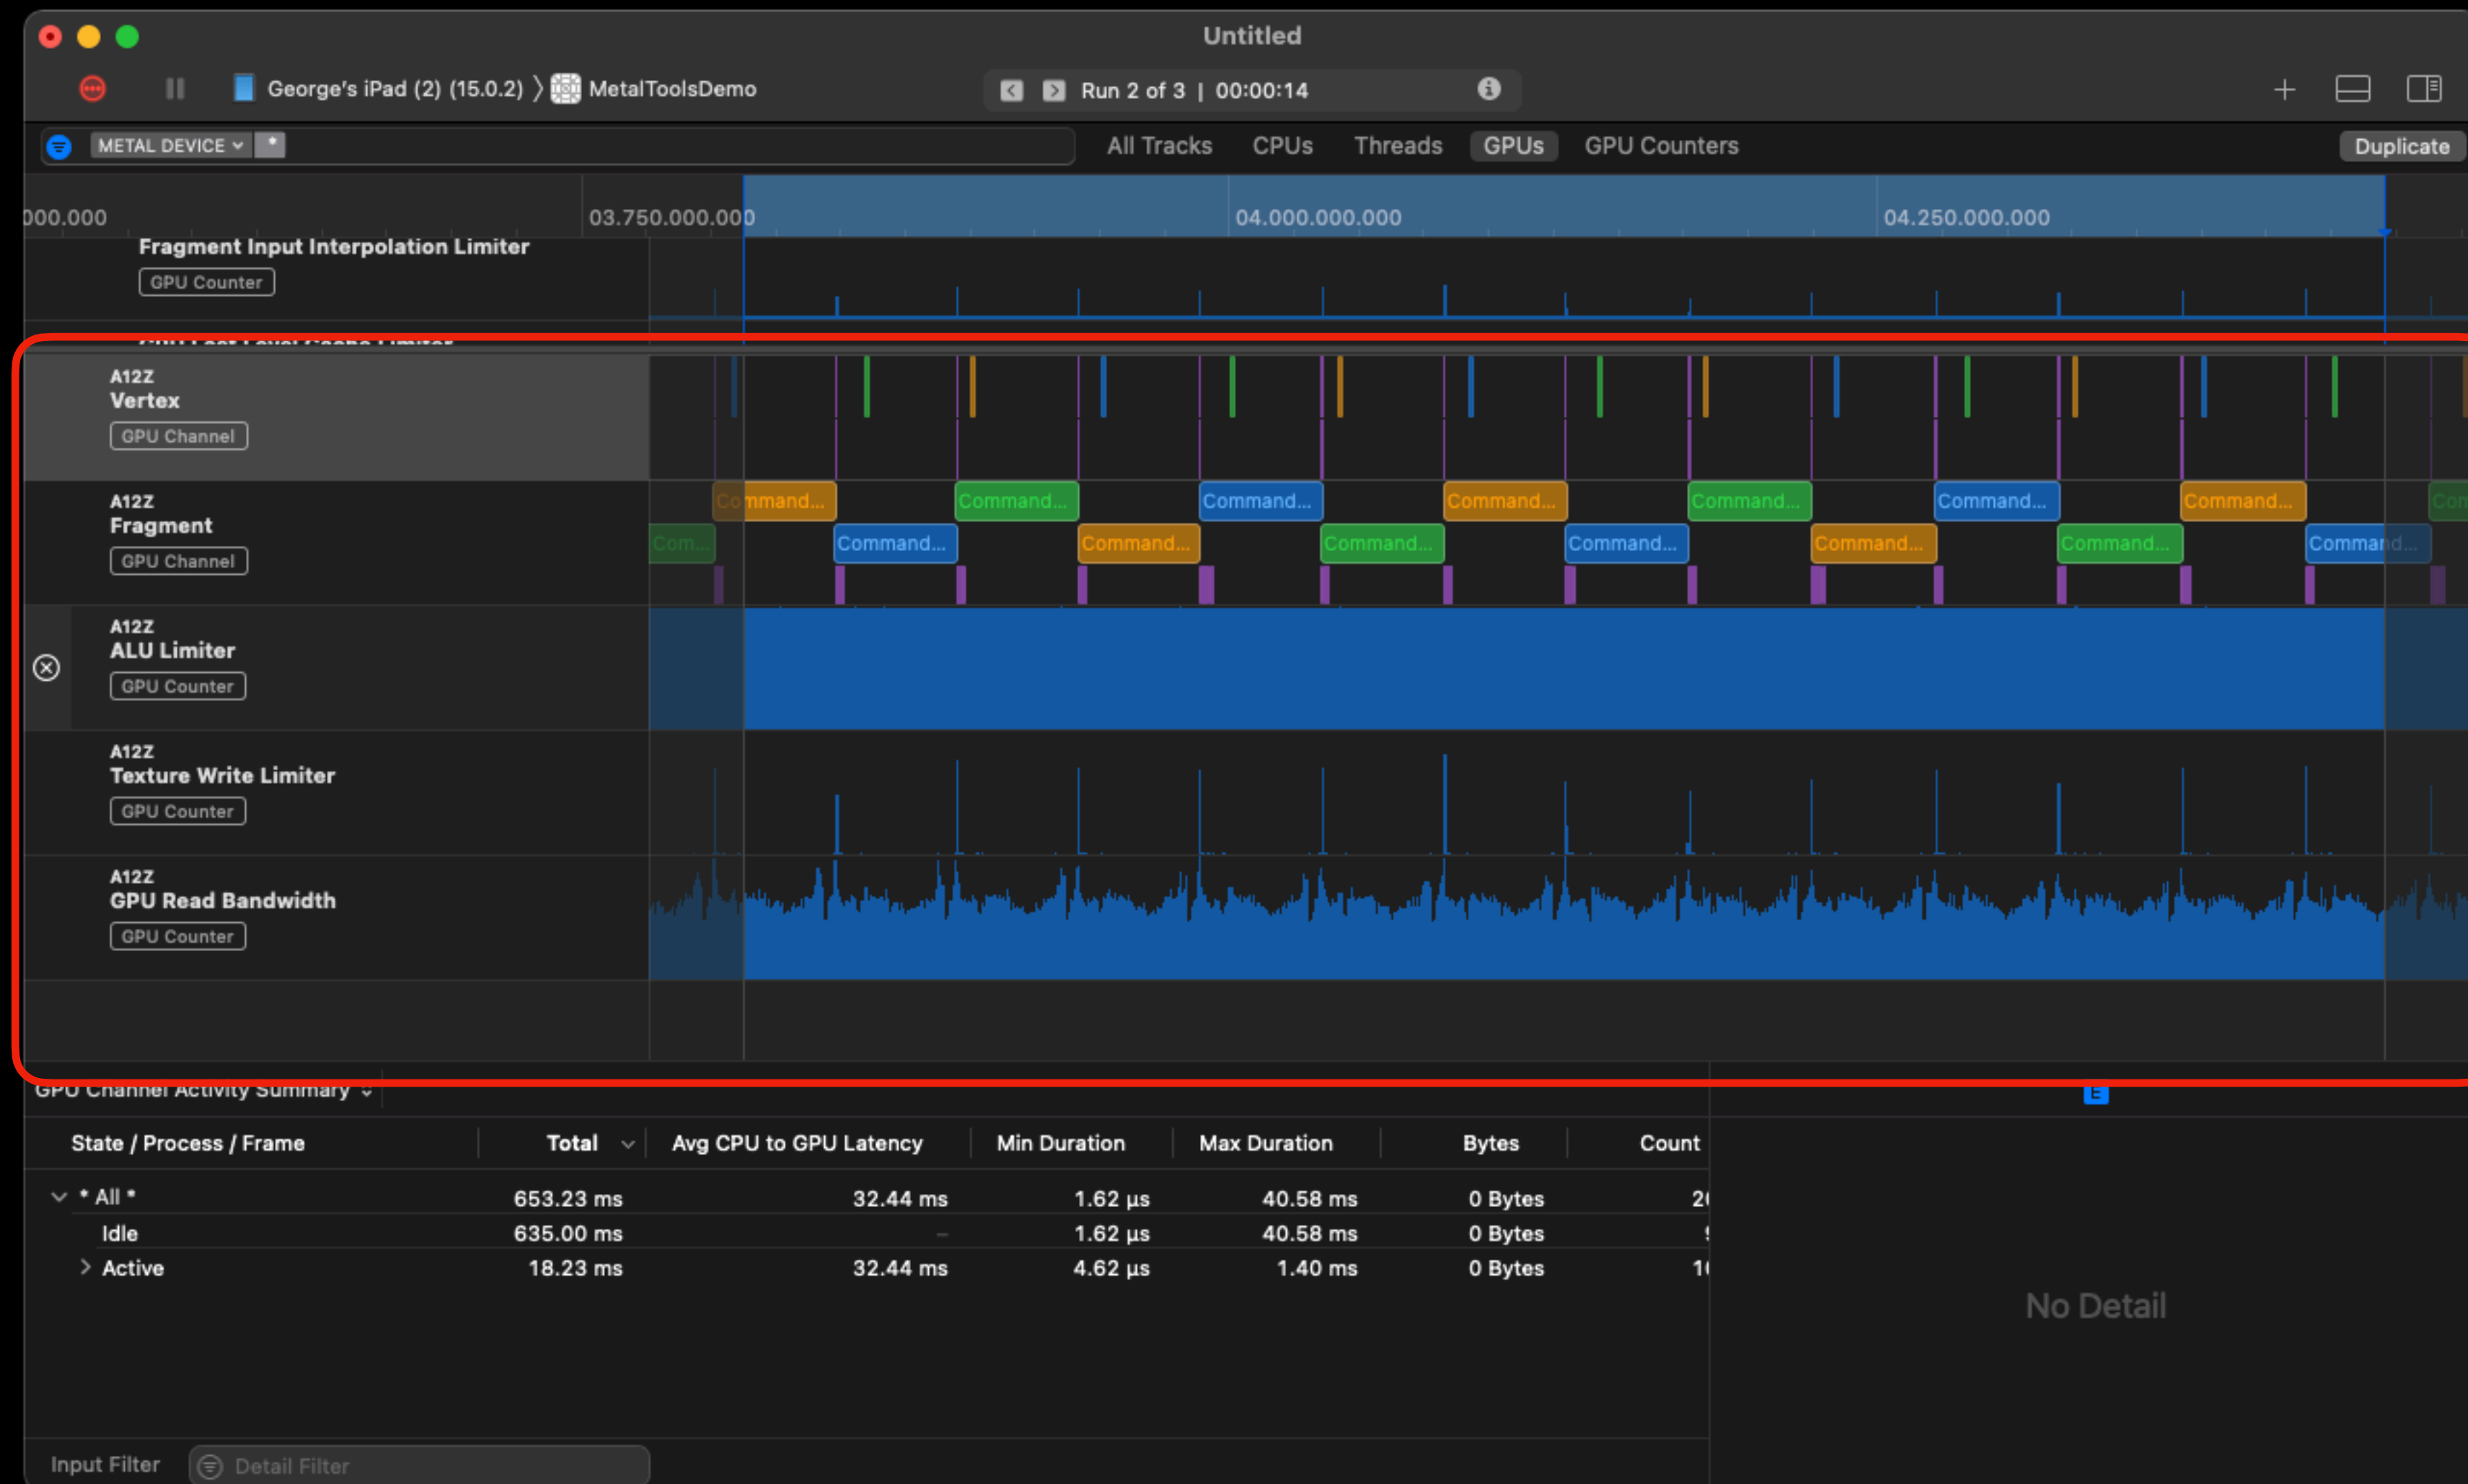 Untitled
George's iPad (2) (15.0.2) 〉 MetalToolsDemo
Run 2 of 3 | 00:00:14
METAL DEVICE *
All Tracks CPUs Threads GPUs GPU Counters Duplicate
000.000 03.750.000.000 04.000.000.000 04.250.000.000
Fragment Input Interpolation Limiter
GPU Counter
A12Z
Vertex
GPU Channel
A12Z
Fragment
GPU Channel
Command... Command... Command... Command... Command... Command... Command...
Com... Command... Command... Command... Command... Command... Command... Command...
A12Z
ALU Limiter
GPU Counter
A12Z
Texture Write Limiter
GPU Counter
A12Z
GPU Read Bandwidth
GPU Counter
GPU Channel Activity Summary
E
State / Process / Frame Total Avg CPU to GPU Latency Min Duration Max Duration Bytes Count
* All * 653.23 ms 32.44 ms 1.62 µs 40.58 ms 0 Bytes
Idle 635.00 ms – 1.62 µs 40.58 ms 0 Bytes
Active 18.23 ms 32.44 ms 4.62 µs 1.40 ms 0 Bytes
No Detail
Input Filter Detail Filter